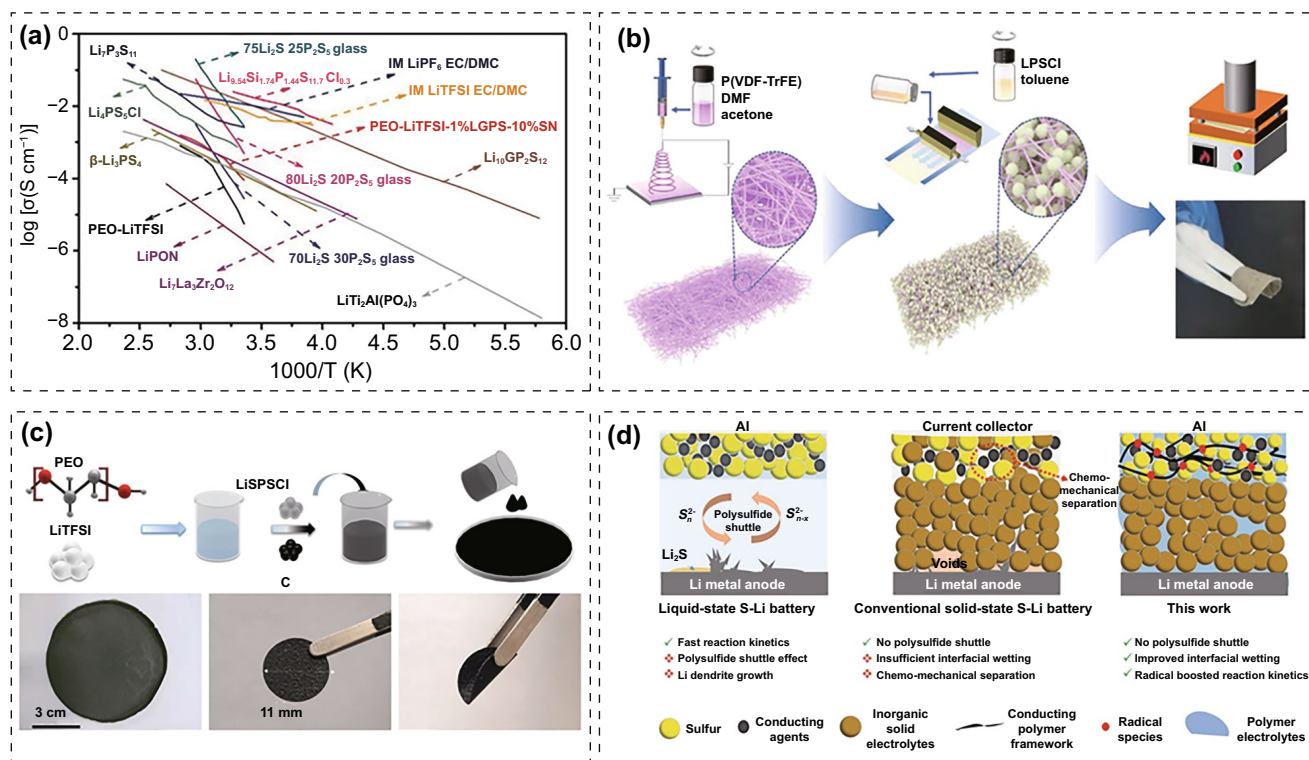 (a)
0
−2
−4
−6
−8
log [σ(S cm⁻¹)]
2.0 2.5 3.0 3.5 4.0 4.5 5.0 5.5 6.0
1000/T (K)
Li₇P₃S₁₁
75Li₂S 25P₂S₅ glass
IM LiPF₆ EC/DMC
Li₉.₅₄Si₁.₇₄P₁.₄₄S₁₁.₇ Cl₀.₃
IM LiTFSI EC/DMC
Li₄PS₅Cl
PEO-LiTFSI-1%LGPS-10%SN
Li₁₀GP₂S₁₂
β-Li₃PS₄
80Li₂S 20P₂S₅ glass
PEO-LiTFSI
LiPON
70Li₂S 30P₂S₅ glass
Li₇La₃Zr₂O₁₂
LiTi₂Al(PO₄)₃
(b)
P(VDF-TrFE)
DMF
acetone
LPSCl
toluene
(c)
PEO
LiTFSI
LiSPSCl
C
3 cm
11 mm
(d)
Al
Sₙ²⁻
Polysulfide
shuttle
Sₙ₋ₓ²⁻
Li₂S
Li metal anode
Liquid-state S-Li battery
✓ Fast reaction kinetics
❖ Polysulfide shuttle effect
❖ Li dendrite growth
Current collector
Chemo-
mechanical
separation
Voids
Li metal anode
Conventional solid-state S-Li battery
✓ No polysulfide shuttle
❖ Insufficient interfacial wetting
❖ Chemo-mechanical separation
Al
Li metal anode
This work
✓ No polysulfide shuttle
✓ Improved interfacial wetting
✓ Radical boosted reaction kinetics
Sulfur
Conducting
agents
Inorganic
solid
electrolytes
Conducting
polymer
framework
Radical
species
Polymer
electrolytes